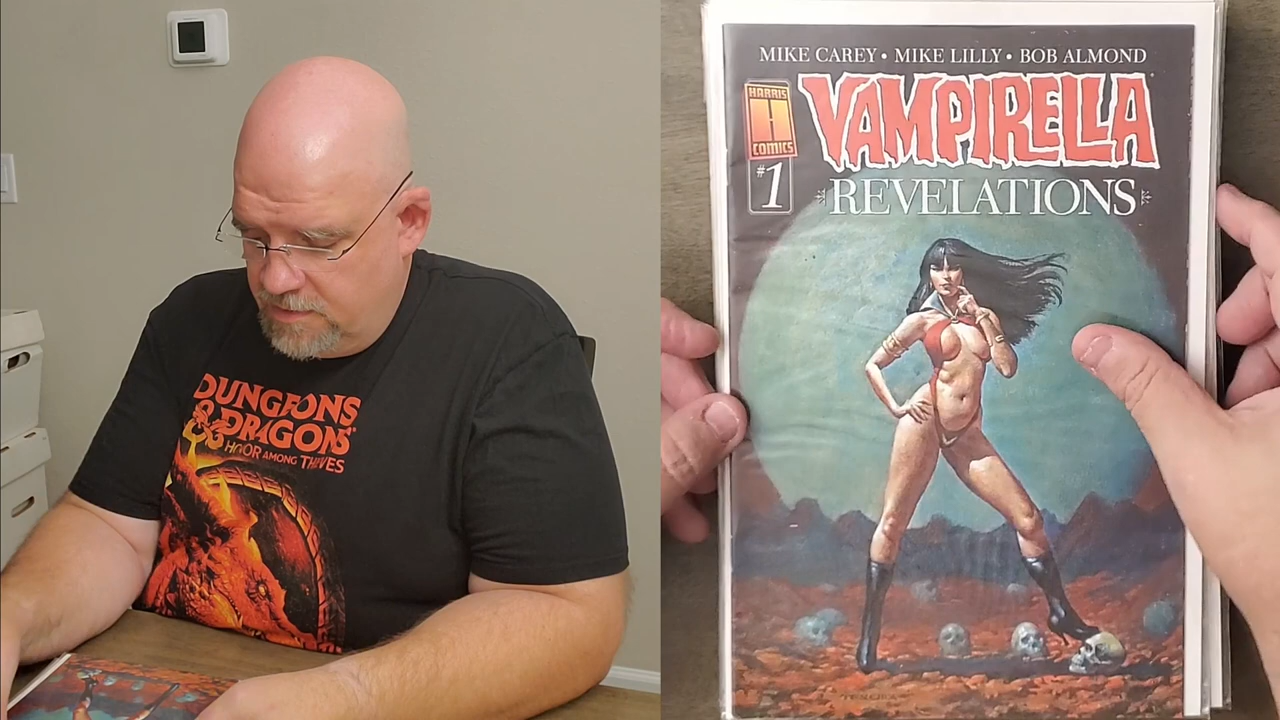 DUNGEONS
& DRAGONS
HONOR AMONG THIEVES
MIKE CAREY • MIKE LILLY • BOB ALMOND
HARRIS
H
COMICS
VAMPIRELLA
#1
REVELATIONS